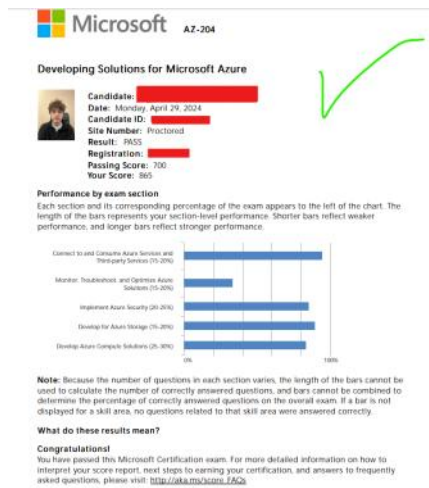 Microsoft AZ-204
Developing Solutions for Microsoft Azure
Candidate:
Date: Monday, April 29, 2024
Candidate ID:
Site Number: Proctored
Result: PASS
Registration:
Passing Score: 700
Your Score: 865
Performance by exam section
Each section and its corresponding percentage of the exam appears to the left of the chart. The
length of the bars represents your section-level performance. Shorter bars reflect weaker
performance, and longer bars reflect stronger performance.
Connect to and Consume Azure Services and
Third-party Services (15-20%)
Monitor, Troubleshoot, and Optimize Azure
Solutions (15-20%)
Implement Azure Security (20-25%)
Develop for Azure Storage (15-20%)
Develop Azure Compute Solutions (25-30%)
0% 100%
Note: Because the number of questions in each section varies, the length of the bars cannot be
used to calculate the number of correctly answered questions, and bars cannot be combined to
determine the percentage of correctly answered questions on the overall exam. If a bar is not
displayed for a skill area, no questions related to that skill area were answered correctly.
What do these results mean?
Congratulations!
You have passed this Microsoft Certification exam. For more detailed information on how to
interpret your score report, next steps to earning your certification, and answers to frequently
asked questions, please visit: http://aka.ms/score_FAQs